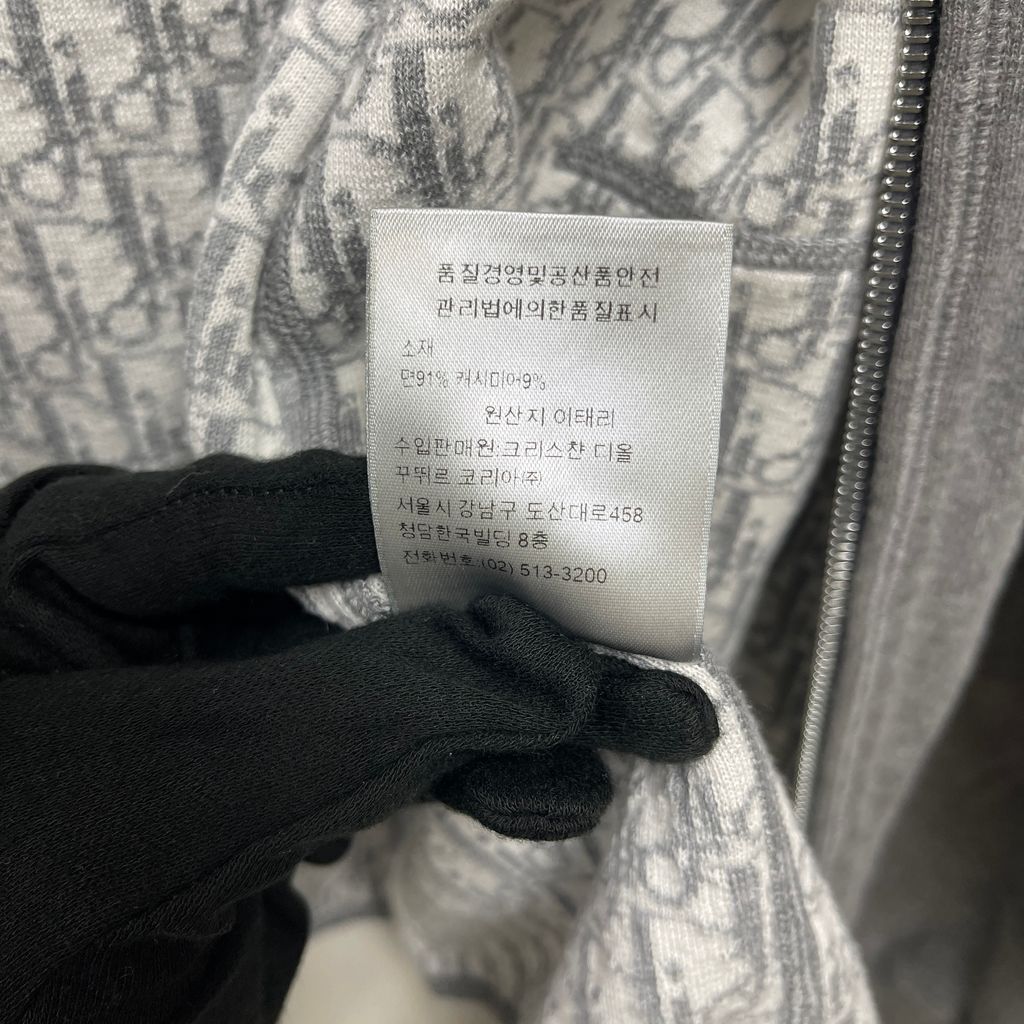 품질경영및공산품안전
관리법에의한품질표시
소재
면91% 캐시미어9%
원산지 이태리
수입판매원:크리스챤 디올
꾸뛰르 코리아(주)
서울시 강남구 도산대로458
청담한국빌딩 8층
전화번호:(02) 513-3200